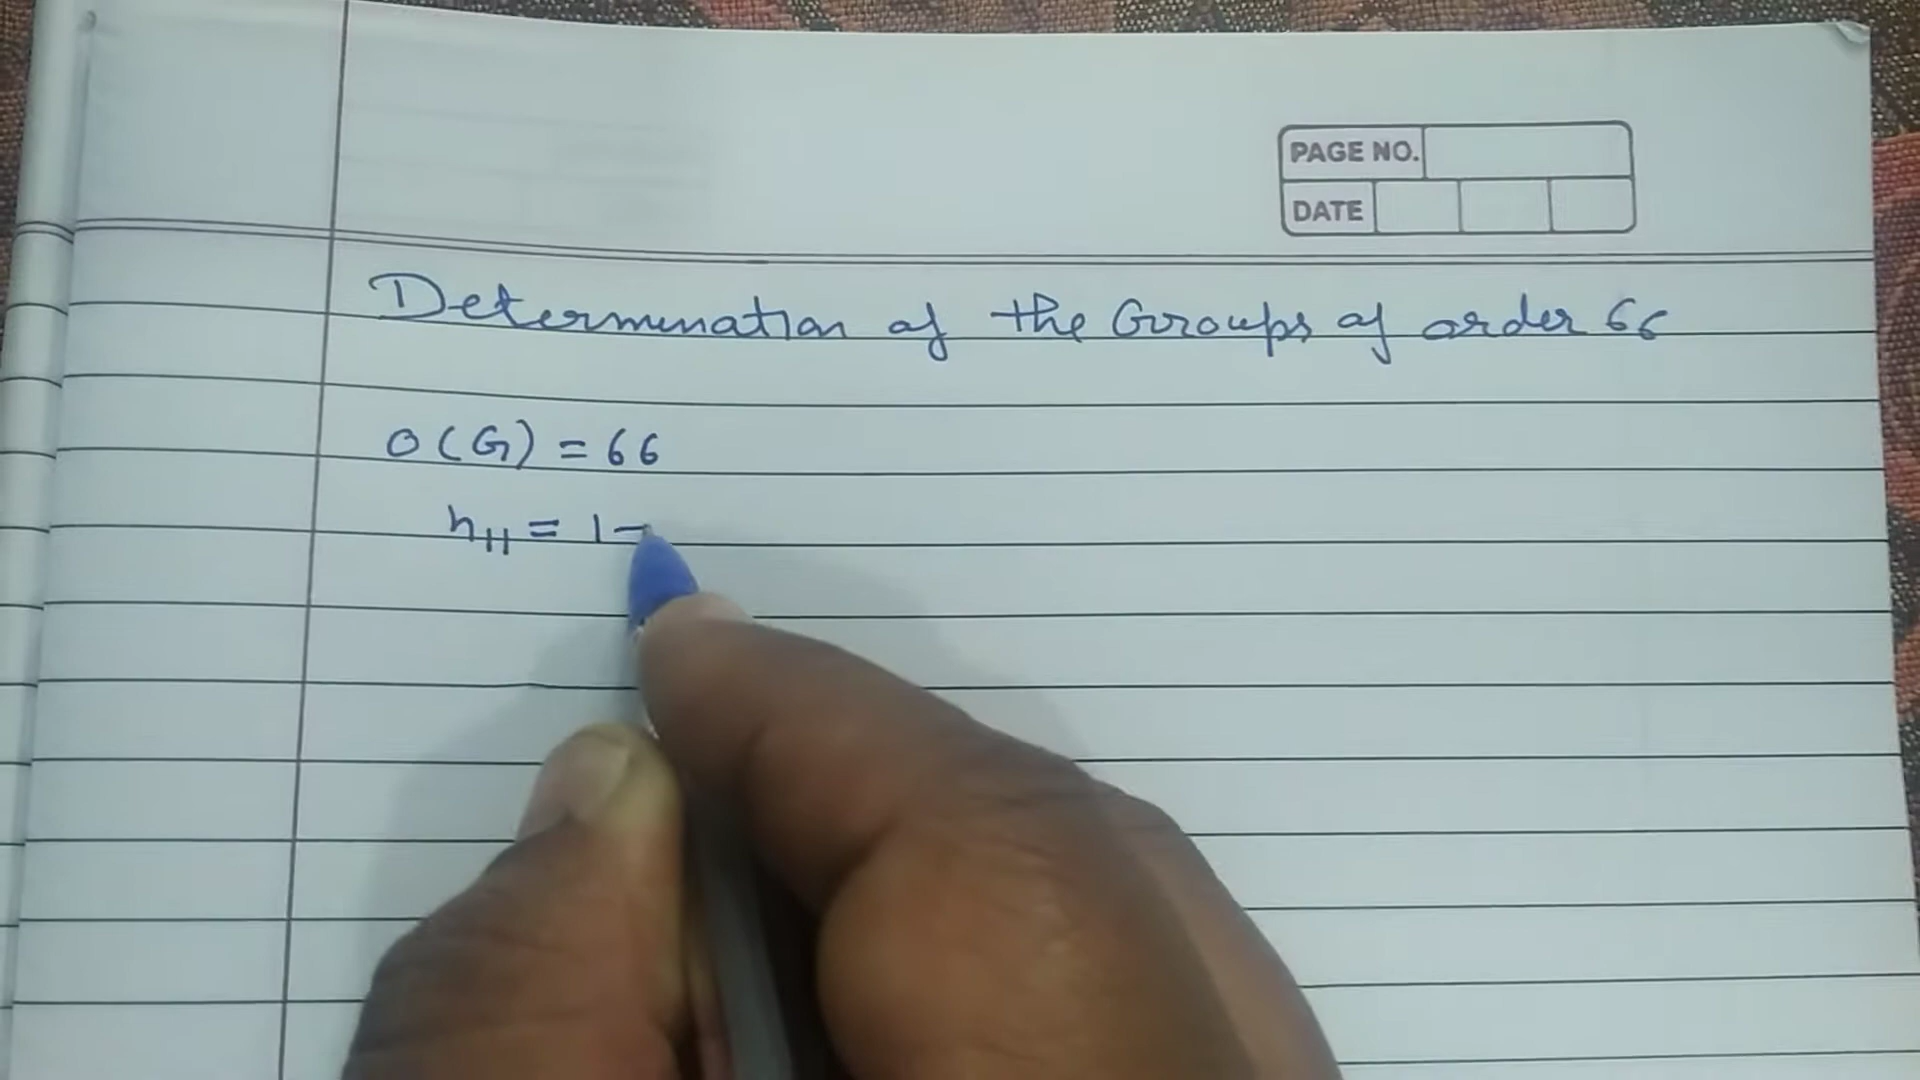 PAGE NO.
DATE
Determination of the Groups of order 66
O(G) = 66
n11 = 1